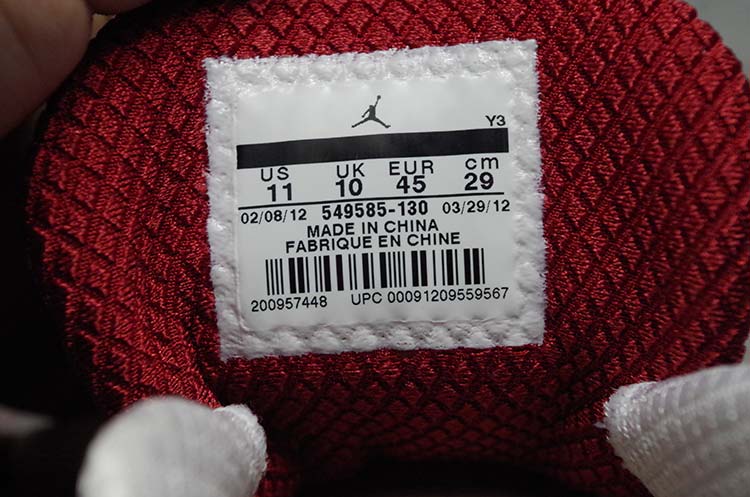 Y3
US UK EUR cm
11 10 45 29
02/08/12 549585-130 03/29/12
MADE IN CHINA
FABRIQUE EN CHINE
200957448 UPC 00091209559567